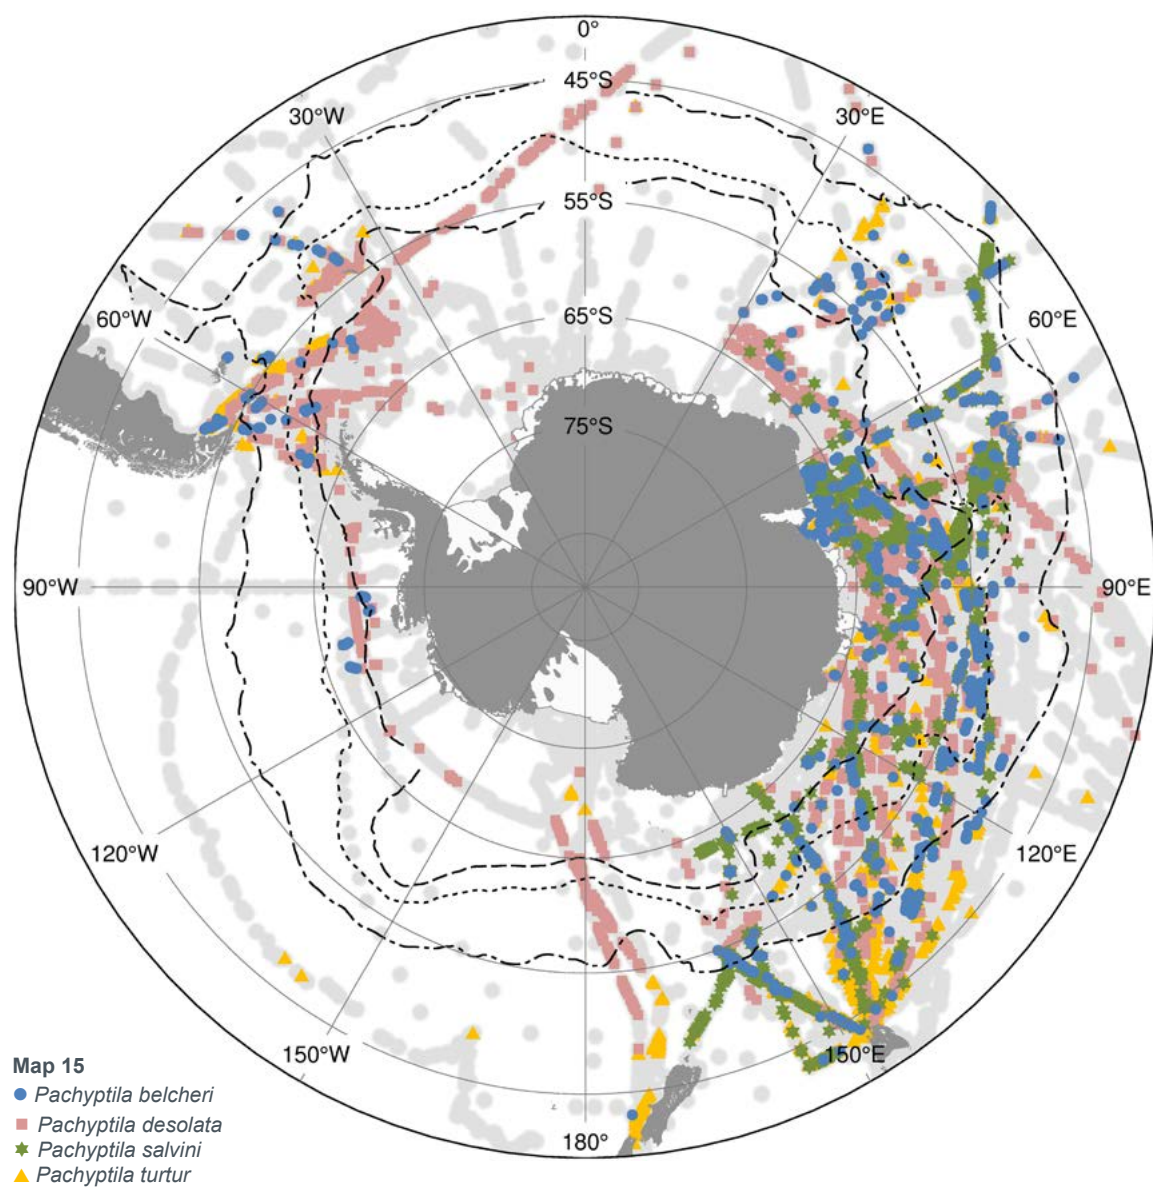 0°
45°S
30°W
30°E
55°S
65°S
60°W
60°E
75°S
90°W
90°E
120°W
120°E
150°W
150°E
180°
Map 15
Pachyptila belcheri
Pachyptila desolata
Pachyptila salvini
Pachyptila turtur